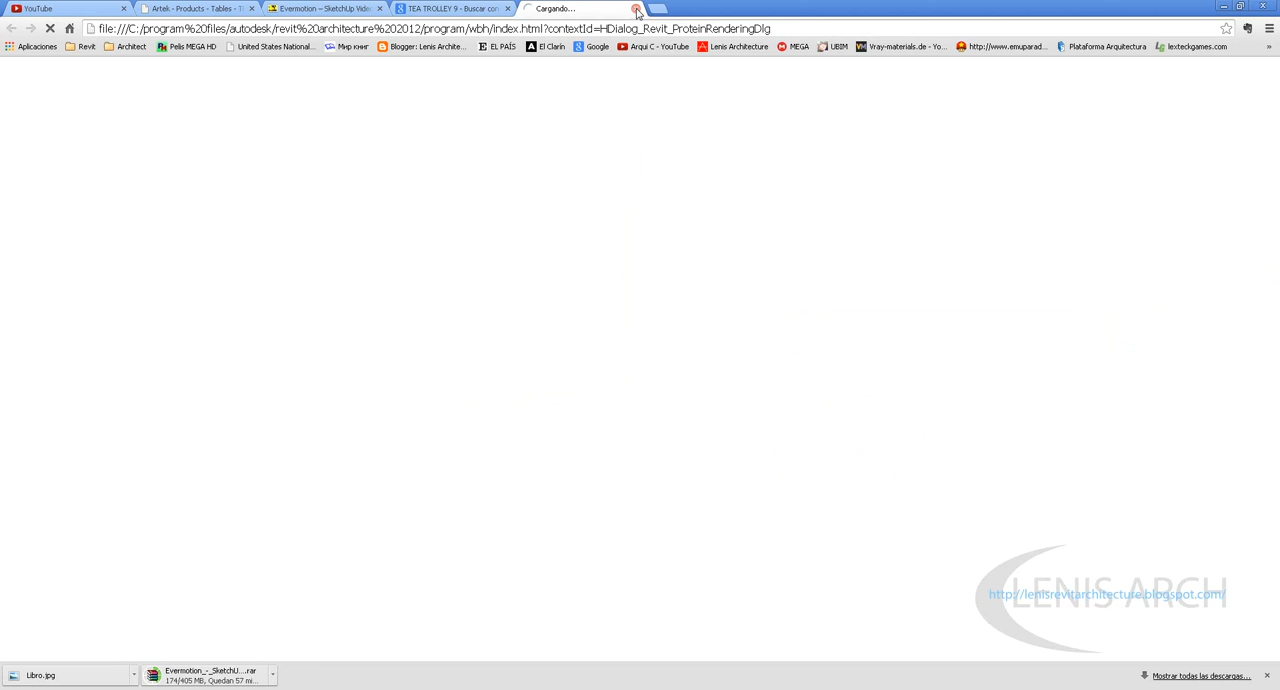 YouTube
Artek - Products - Tables - T
Evermotion – SketchUp Vide
TEA TROLLEY 9 - Buscar con
Cargando...
file:///C:/program%20files/autodesk/revit%20architecture%202012/program/wbh/index.html?contextId=HDialog_Revit_ProteinRenderingDlg
Aplicaciones Revit Architect Pelis MEGA HD United States National... Мир книг Blogger: Lenis Archite... EL PAÍS El Clarín Google Arqui C - YouTube Lenis Architecture MEGA UBIM Vray-materials.de - Yo... http://www.emuparad... Plataforma Arquitectura lexteckgames.com »
LENIS ARCH
http://lenisrevitarchitecture.blogspot.com/
Libro.jpg
Evermotion_-_SketchU....rar
174/405 MB, Quedan 57 mi...
Mostrar todas las descargas...